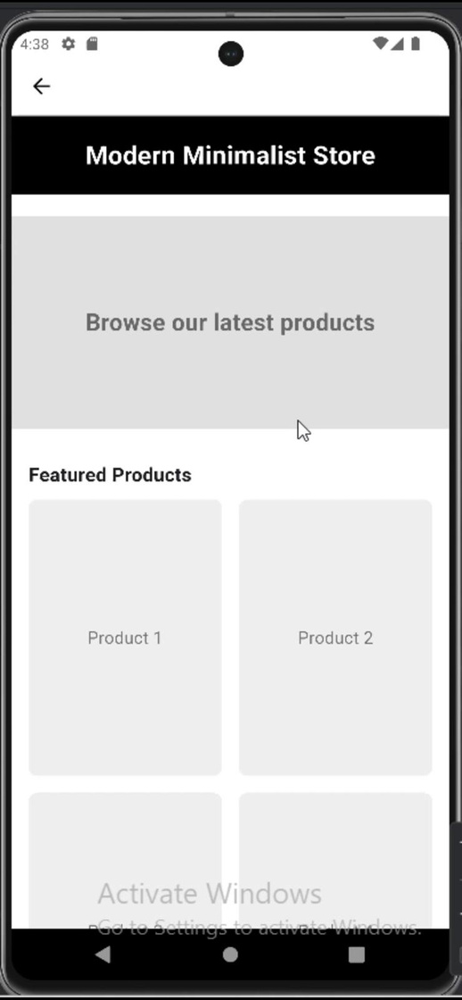 4:38
Modern Minimalist Store
Browse our latest products
Featured Products
Product 1
Product 2
Activate Windows
Go to Settings to activate Windows.